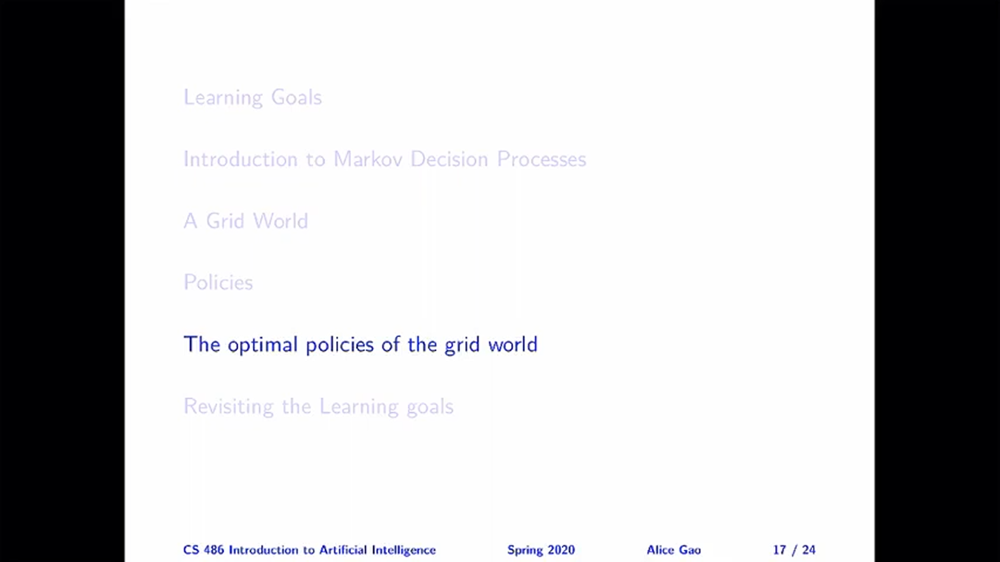 Learning Goals
Introduction to Markov Decision Processes
A Grid World
Policies
The optimal policies of the grid world
Revisiting the Learning goals
CS 486 Introduction to Artificial Intelligence Spring 2020 Alice Gao 17 / 24